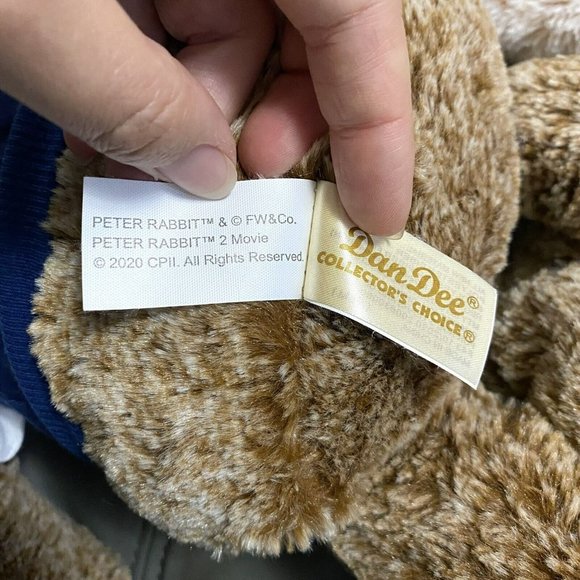 PETER RABBIT™ & © FW&Co.
PETER RABBIT™ 2 Movie
© 2020 CPII. All Rights Reserved.
Dan Dee®
COLLECTOR'S CHOICE®